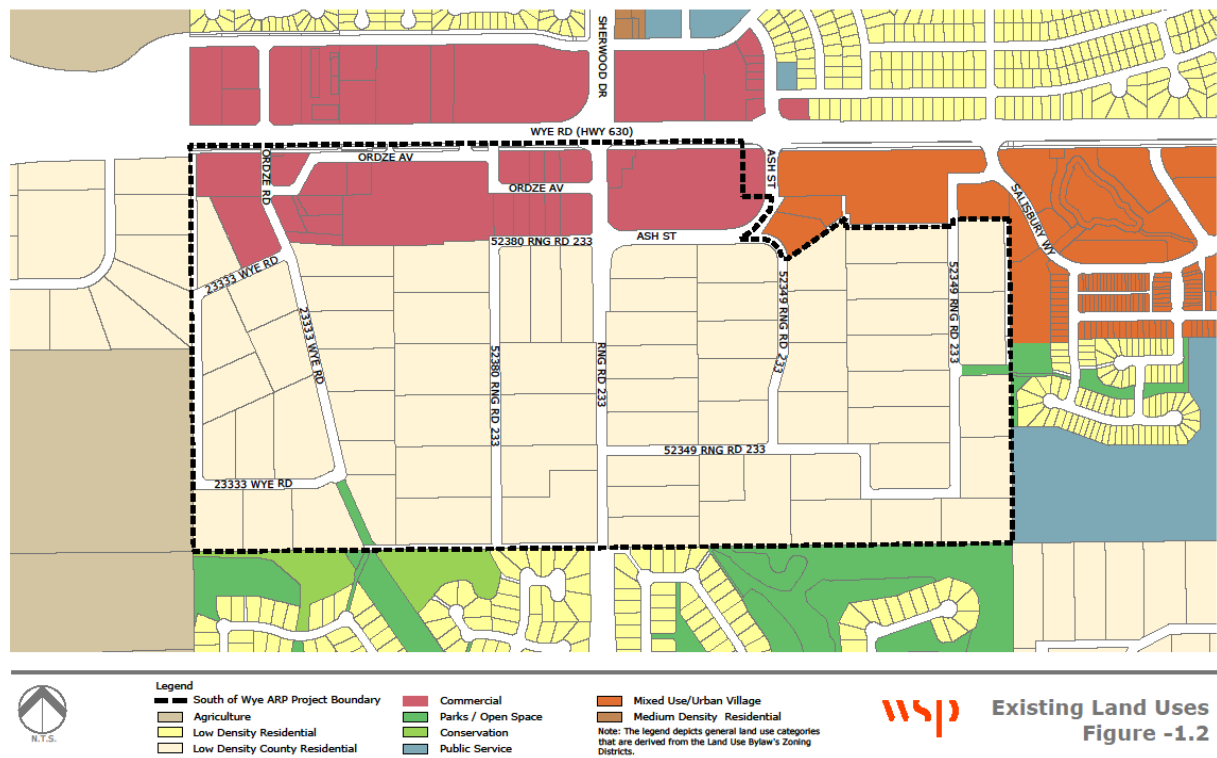 SHERWOOD DR
WYE RD (HWY 630)
ORDZE AV
ORDZE RD
ORDZE AV
ASH ST
ASH ST
SALISBURY WY
52380 RNG RD 233
23333 WYE RD
52349 RNG RD 233
52349 RNG RD 233
23333 WYE RD
52380 RNG RD 233
RNG RD 233
52349 RNG RD 233
23333 WYE RD
N.T.S.
Legend
South of Wye ARP Project Boundary
Agriculture
Low Density Residential
Low Density County Residential
Commercial
Parks / Open Space
Conservation
Public Service
Mixed Use/Urban Village
Medium Density Residential
Note: The legend depicts general land use categories
that are derived from the Land Use Bylaw's Zoning
Districts.
wsp
Existing Land Uses
Figure -1.2